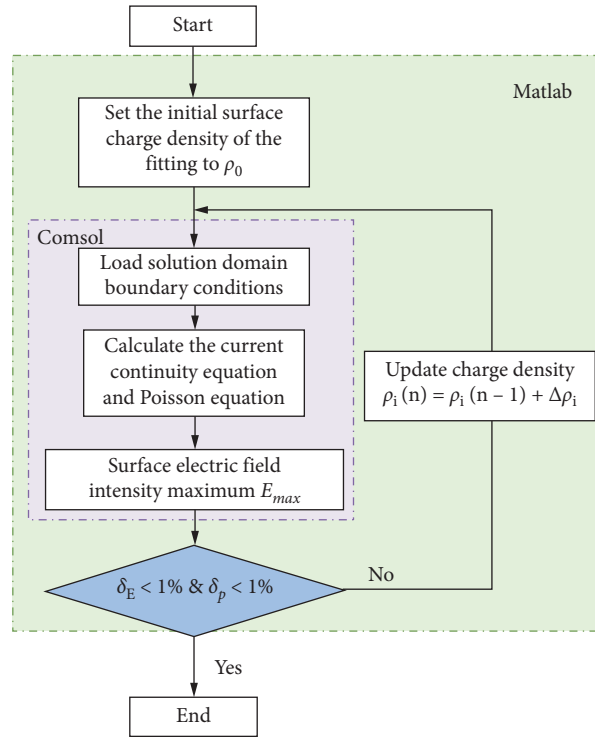 Start
Matlab
Set the initial surface
charge density of the
fitting to ρ0
Comsol
Load solution domain
boundary conditions
Calculate the current
continuity equation
and Poisson equation
Update charge density
ρi (n) = ρi (n – 1) + Δρi
Surface electric field
intensity maximum Emax
δE < 1% & δp < 1%
No
Yes
End